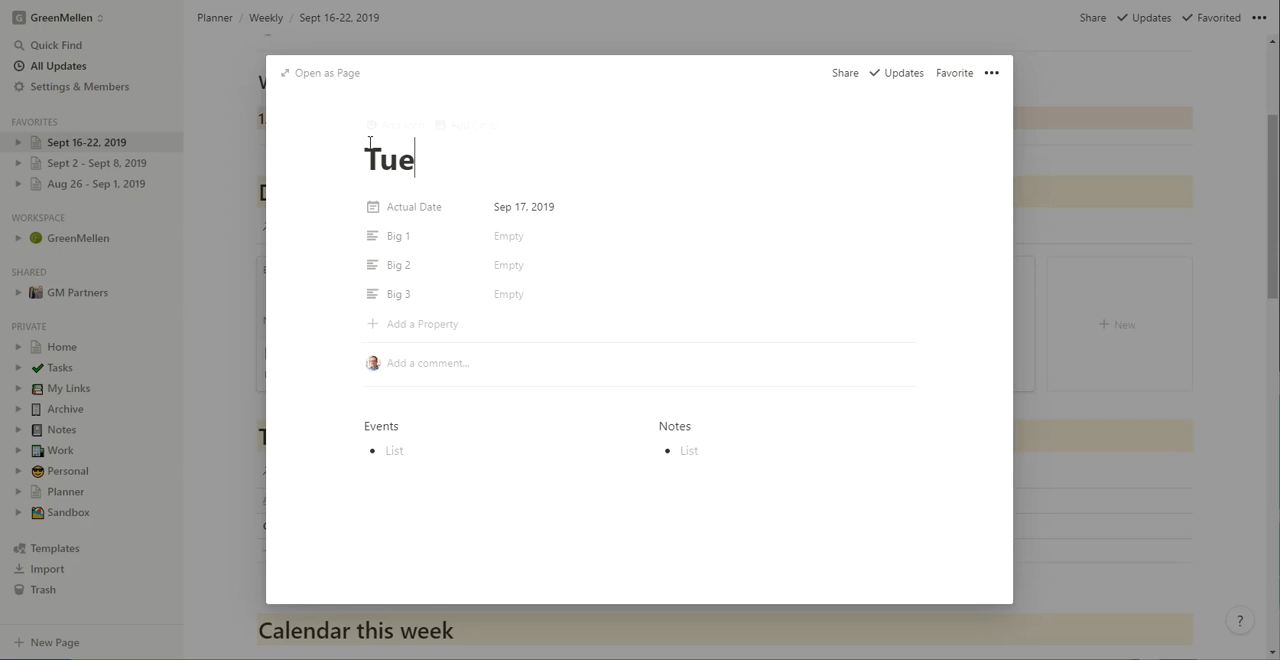 GreenMellen
Quick Find
All Updates
Settings & Members
FAVORITES
Sept 16-22, 2019
Sept 2 - Sept 8, 2019
Aug 26 - Sep 1, 2019
WORKSPACE
GreenMellen
SHARED
GM Partners
PRIVATE
Home
Tasks
My Links
Archive
Notes
Work
Personal
Planner
Sandbox
Templates
Import
Trash
New Page
Planner / Weekly / Sept 16-22, 2019
Share Updates Favorited
Open as Page
Share Updates Favorite
Tue
Actual Date Sep 17, 2019
Big 1 Empty
Big 2 Empty
Big 3 Empty
Add a Property
Add a comment...
Events
List
Notes
List
New
Calendar this week
?